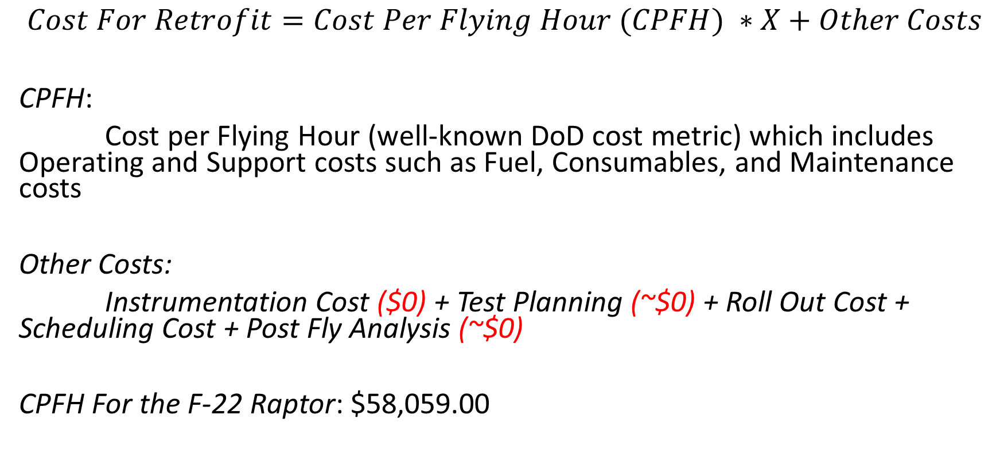 Cost For Retrofit = Cost Per Flying Hour (CPFH) * X + Other Costs
CPFH:
Cost per Flying Hour (well-known DoD cost metric) which includes
Operating and Support costs such as Fuel, Consumables, and Maintenance
costs
Other Costs:
Instrumentation Cost ($0) + Test Planning (~$0) + Roll Out Cost +
Scheduling Cost + Post Fly Analysis (~$0)
CPFH For the F-22 Raptor: $58,059.00